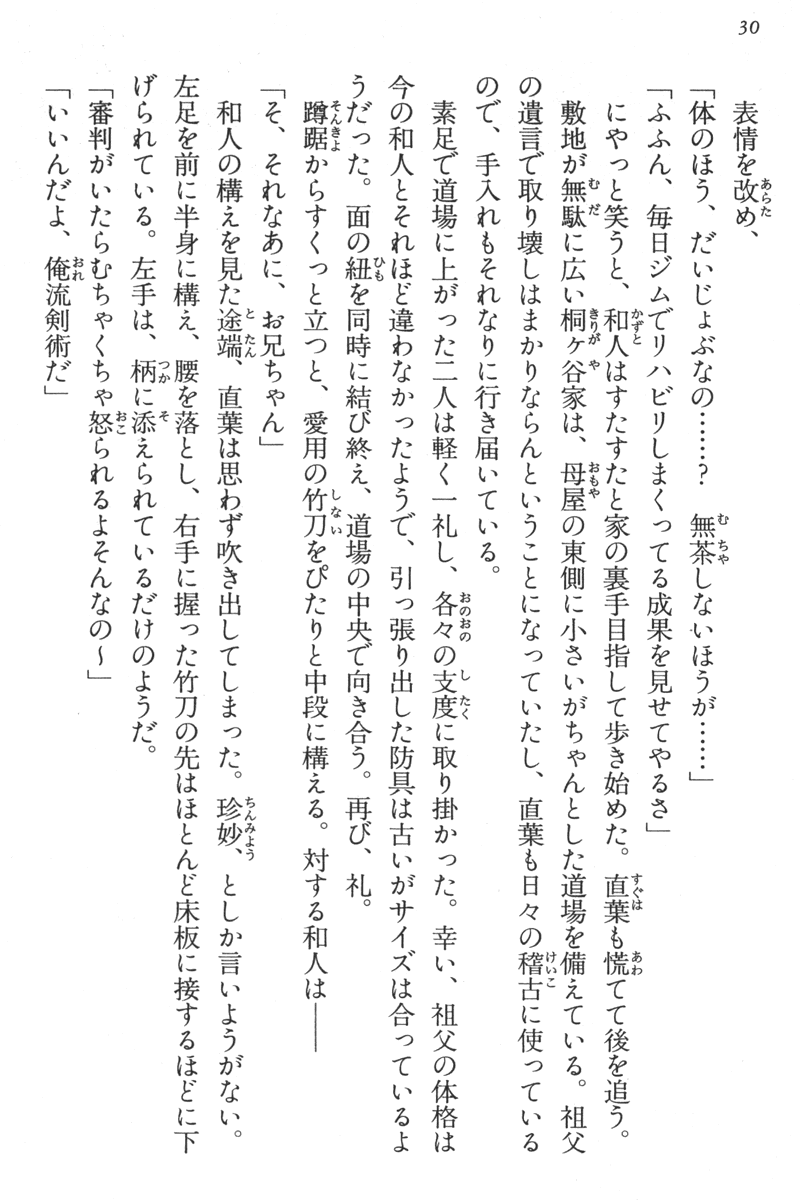 30
表情を改め、
「体のほう、だいじょぶなの……？　無茶しないほうが……」
「ふふん、毎日ジムでリハビリしまくってる成果を見せてやるさ」
にやっと笑うと、和人はすたすたと家の裏手目指して歩き始めた。直葉も慌てて後を追う。
敷地が無駄に広い桐ヶ谷家は、母屋の東側に小さいがちゃんとした道場を備えている。祖父
の遺言で取り壊しはまかりならんということになっていたし、直葉も日々の稽古に使っている
ので、手入れもそれなりに行き届いている。
素足で道場に上がった二人は軽く一礼し、各々の支度に取り掛かった。幸い、祖父の体格は
今の和人とそれほど違わなかったようで、引っ張り出した防具は古いがサイズは合っているよ
うだった。面の紐を同時に結び終え、道場の中央で向き合う。再び、礼。
蹲踞からすくっと立つと、愛用の竹刀をぴたりと中段に構える。対する和人は――
「そ、それなあに、お兄ちゃん」
和人の構えを見た途端、直葉は思わず吹き出してしまった。珍妙、としか言いようがない。
左足を前に半身に構え、腰を落とし、右手に握った竹刀の先はほとんど床板に接するほどに下
げられている。左手は、柄に添えられているだけのようだ。
「審判がいたらむちゃくちゃ怒られるよそんなの～」
「いいんだよ、俺流剣術だ」